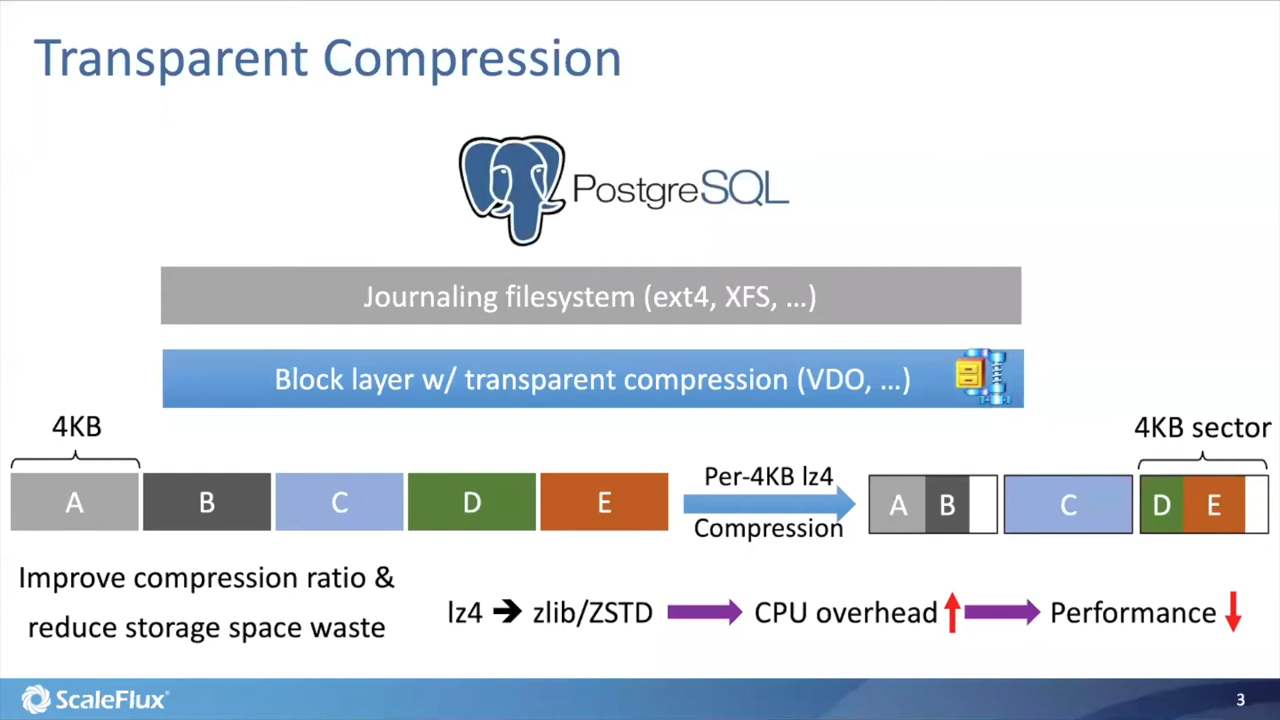 Transparent Compression
PostgreSQL
Journaling filesystem (ext4, XFS, …)
Block layer w/ transparent compression (VDO, …)
4KB
4KB sector
A
B
C
D
E
Per-4KB lz4
Compression
A
B
C
D
E
Improve compression ratio &
reduce storage space waste
lz4 ➔ zlib/ZSTD
CPU overhead
Performance
ScaleFlux
3